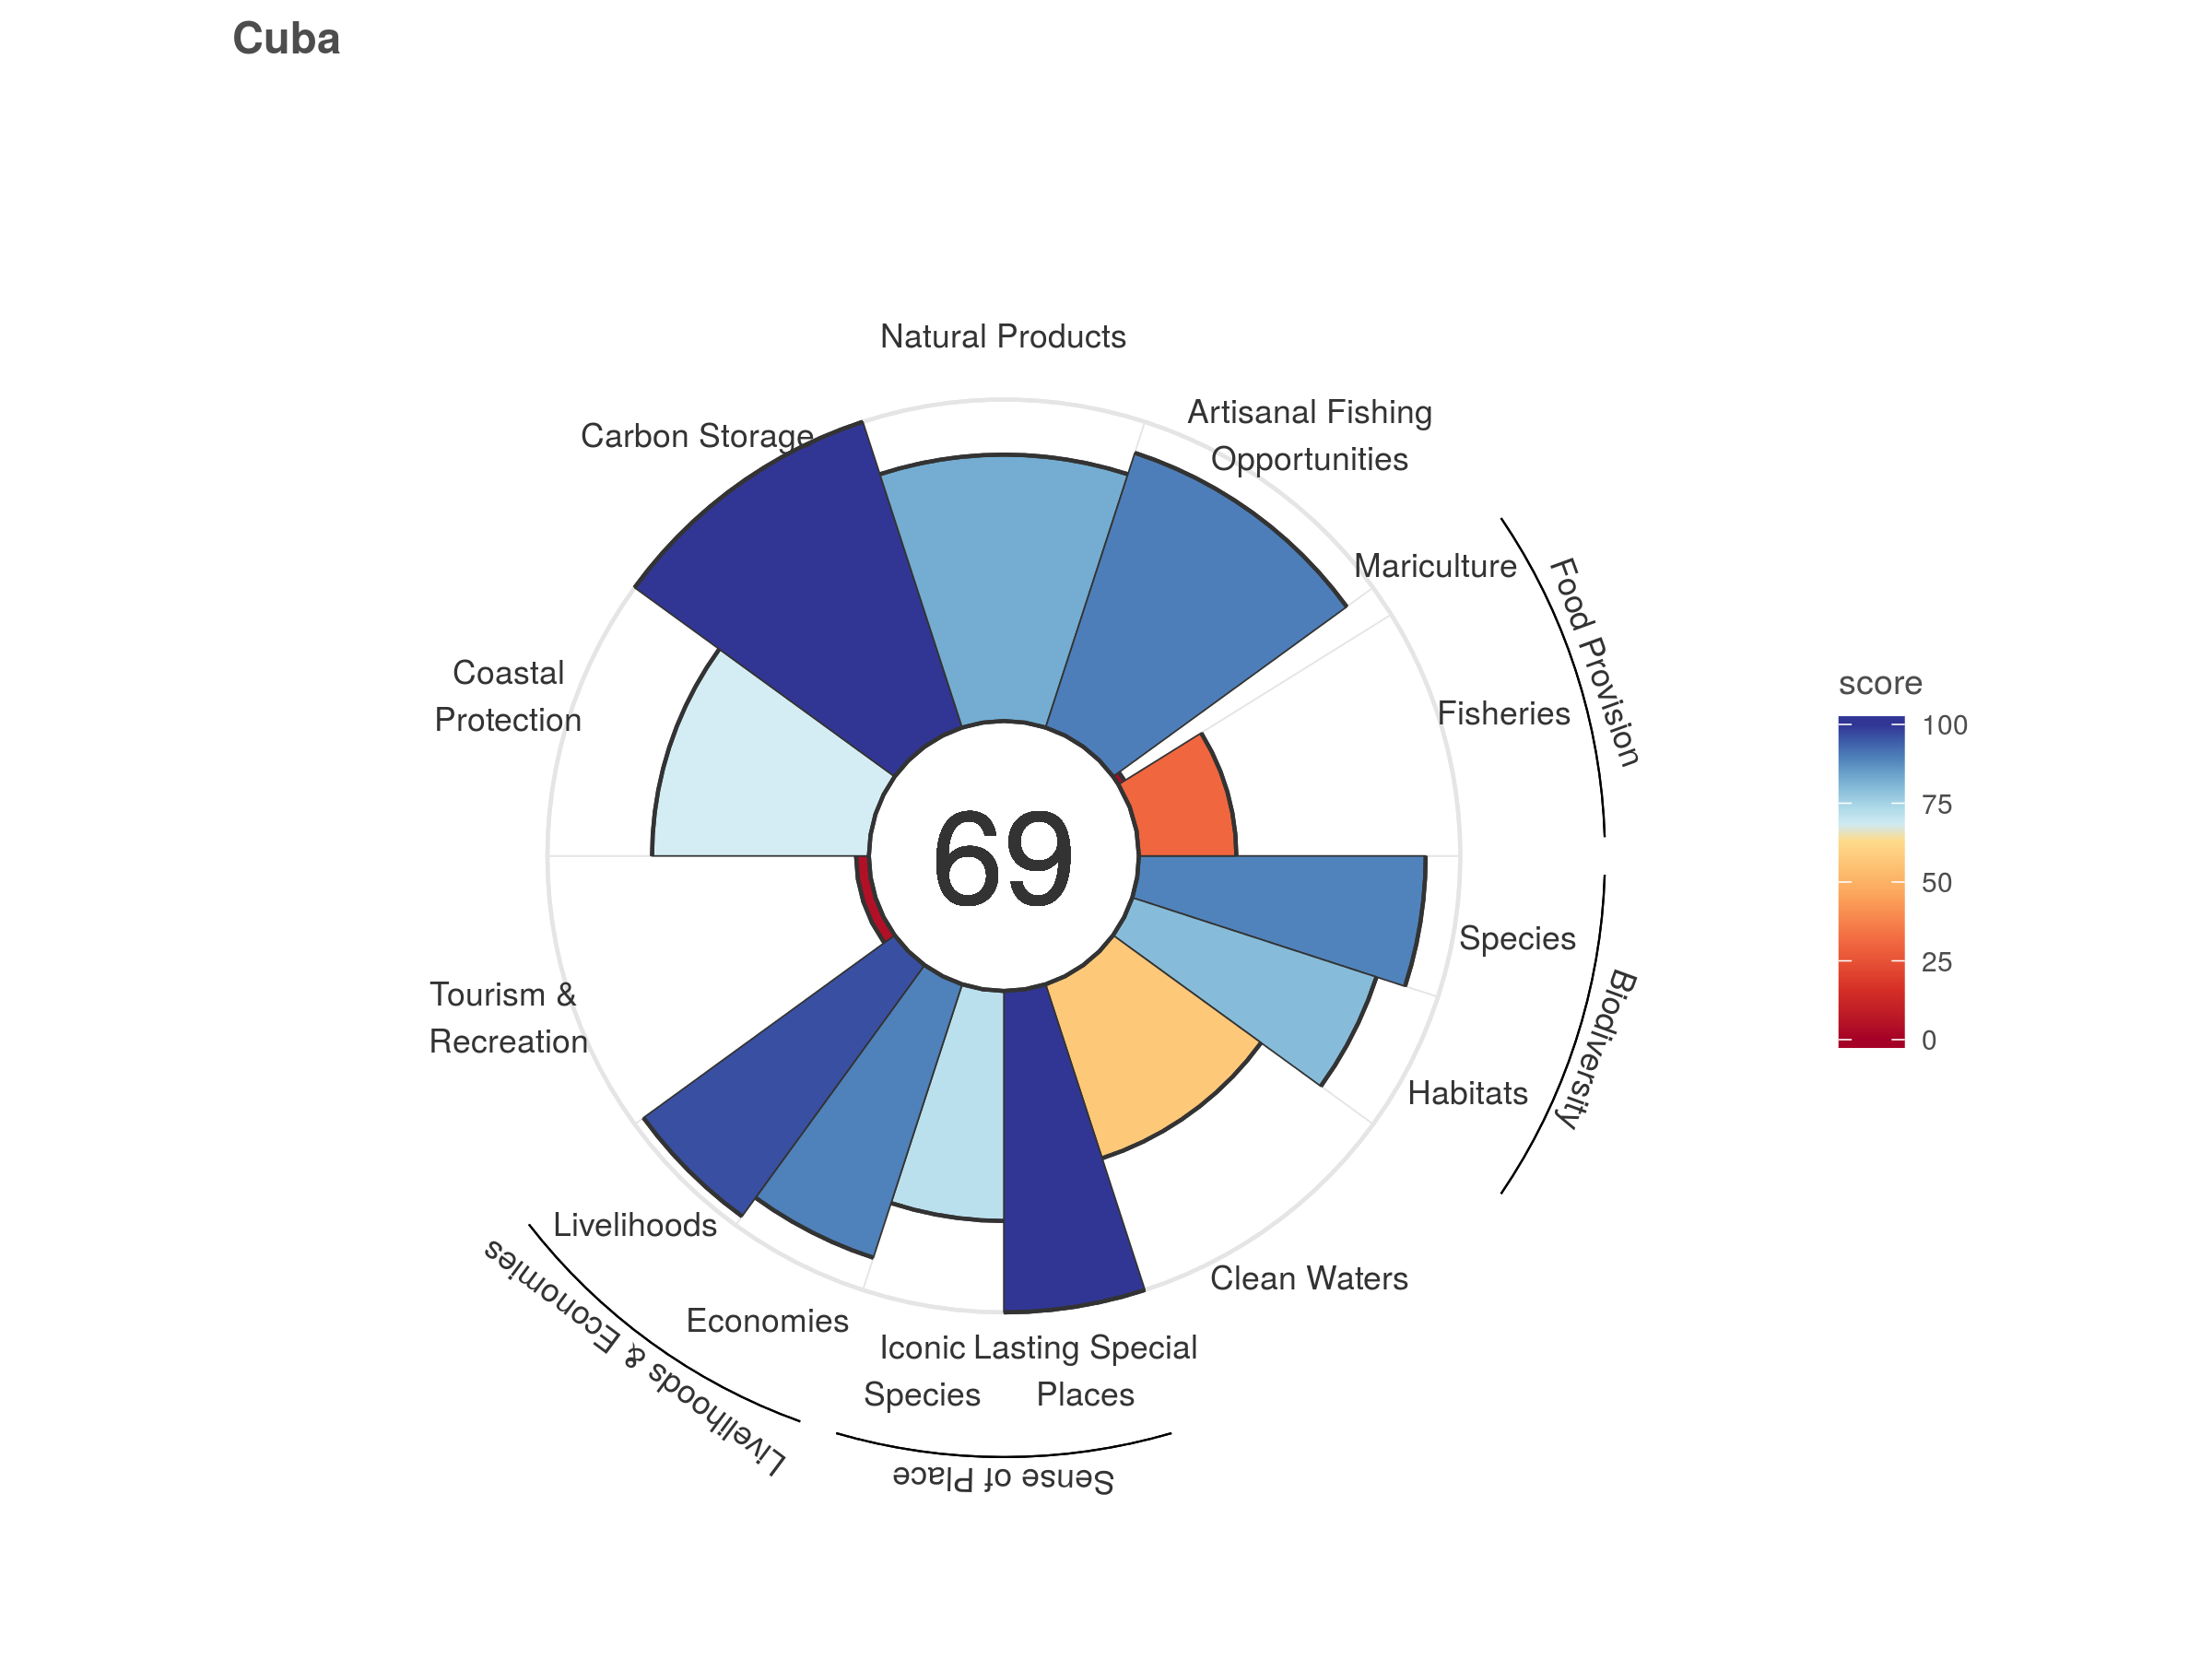 Cuba
Natural Products
Artisanal Fishing
Opportunities
Carbon Storage
Mariculture
Food Provision
Fisheries
Coastal
Protection
score
100
75
50
25
0
69
Species
Biodiversity
Tourism &
Recreation
Habitats
Livelihoods
Clean Waters
Economies
Livelihoods & Economies
Iconic
Species
Lasting Special
Places
Sense of Place